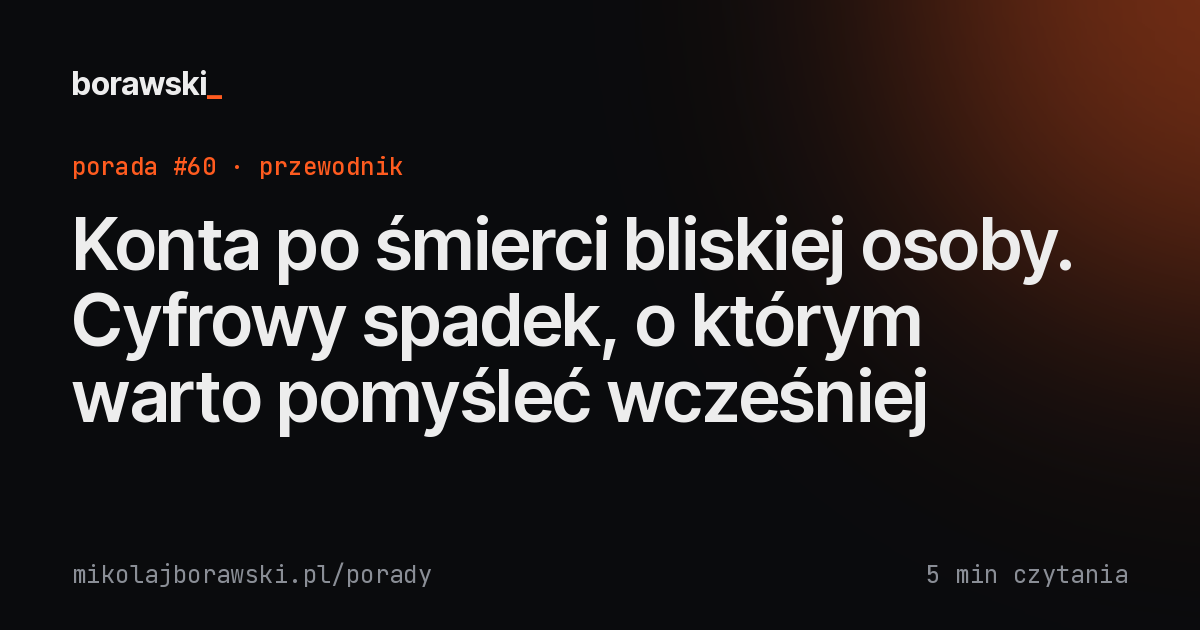 borawski_
porada #60 · przewodnik
Konta po śmierci bliskiej osoby.
Cyfrowy spadek, o którym
warto pomyśleć wcześniej
mikolajborawski.pl/porady
5 min czytania